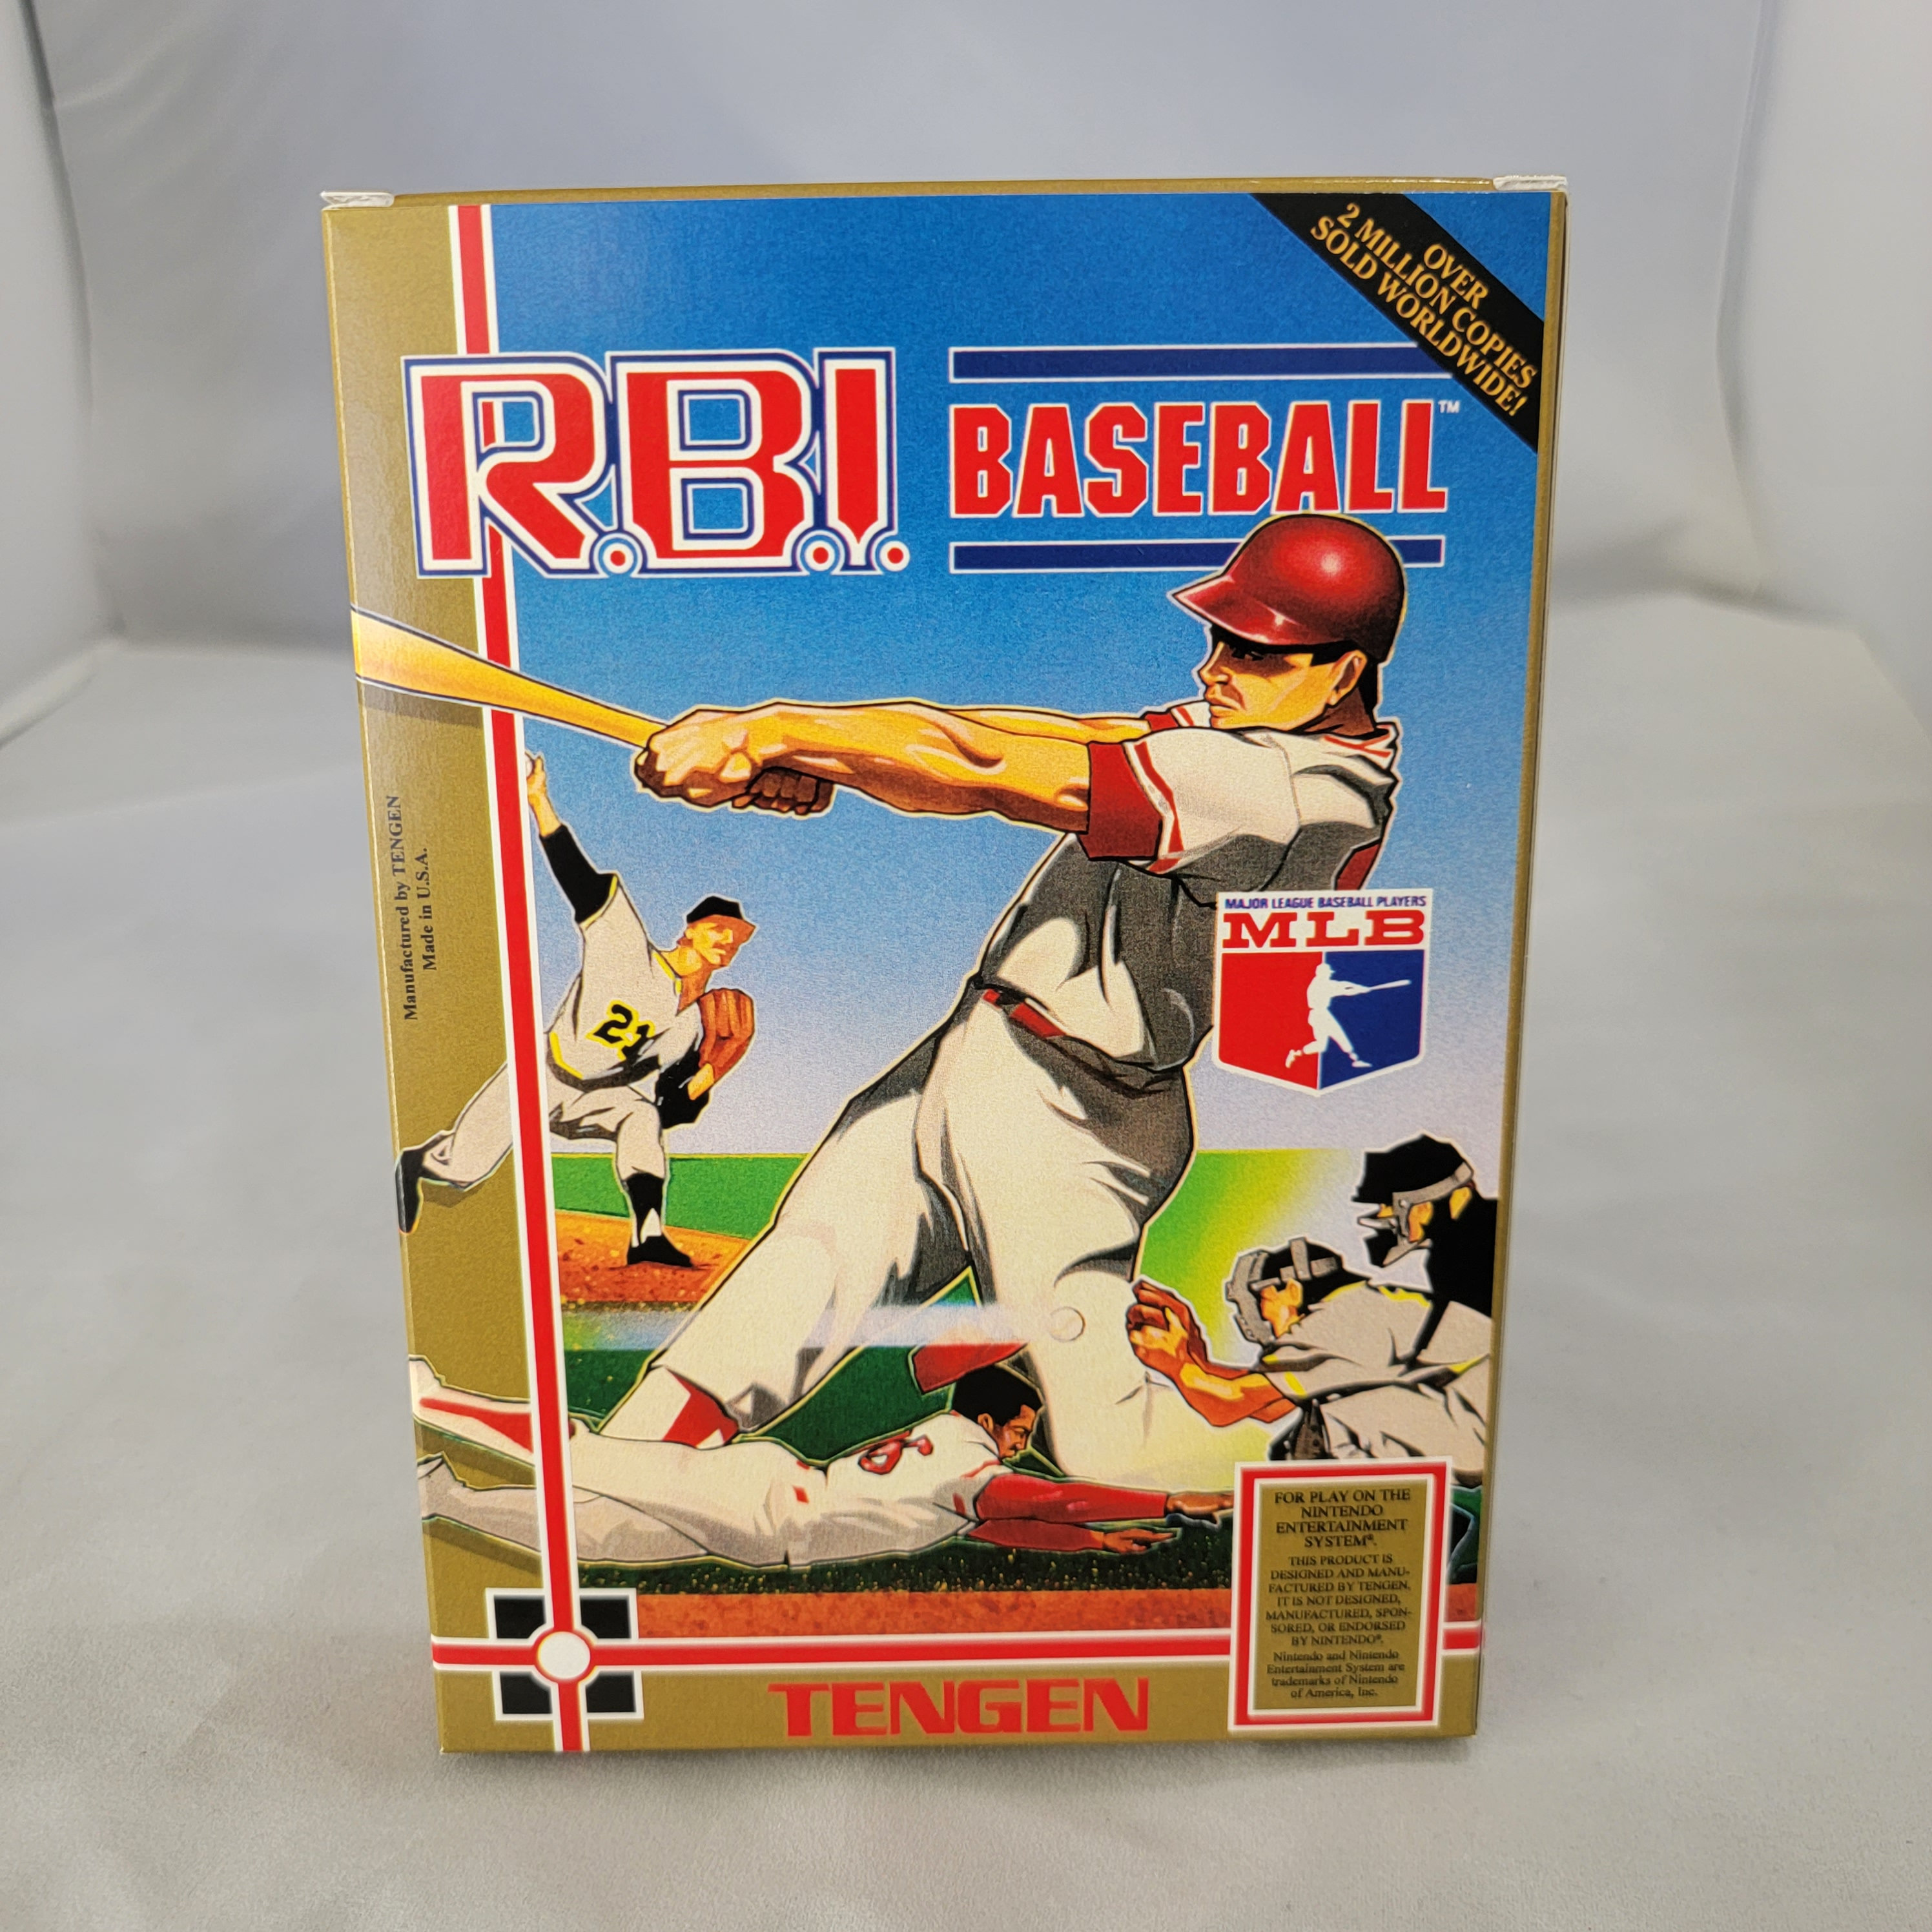 OVER
2 MILLION COPIES
SOLD WORLDWIDE!
R.B.I. BASEBALL™
Manufactured by TENGEN
Made in U.S.A.
21
MAJOR LEAGUE BASEBALL PLAYERS
MLB
FOR PLAY ON THE
NINTENDO
ENTERTAINMENT
SYSTEM®.
THIS PRODUCT IS
DESIGNED AND MANU-
FACTURED BY TENGEN.
IT IS NOT DESIGNED,
MANUFACTURED, SPON-
SORED, OR ENDORSED
BY NINTENDO®.
Nintendo and Nintendo
Entertainment System are
trademarks of Nintendo
of America, Inc.
TENGEN